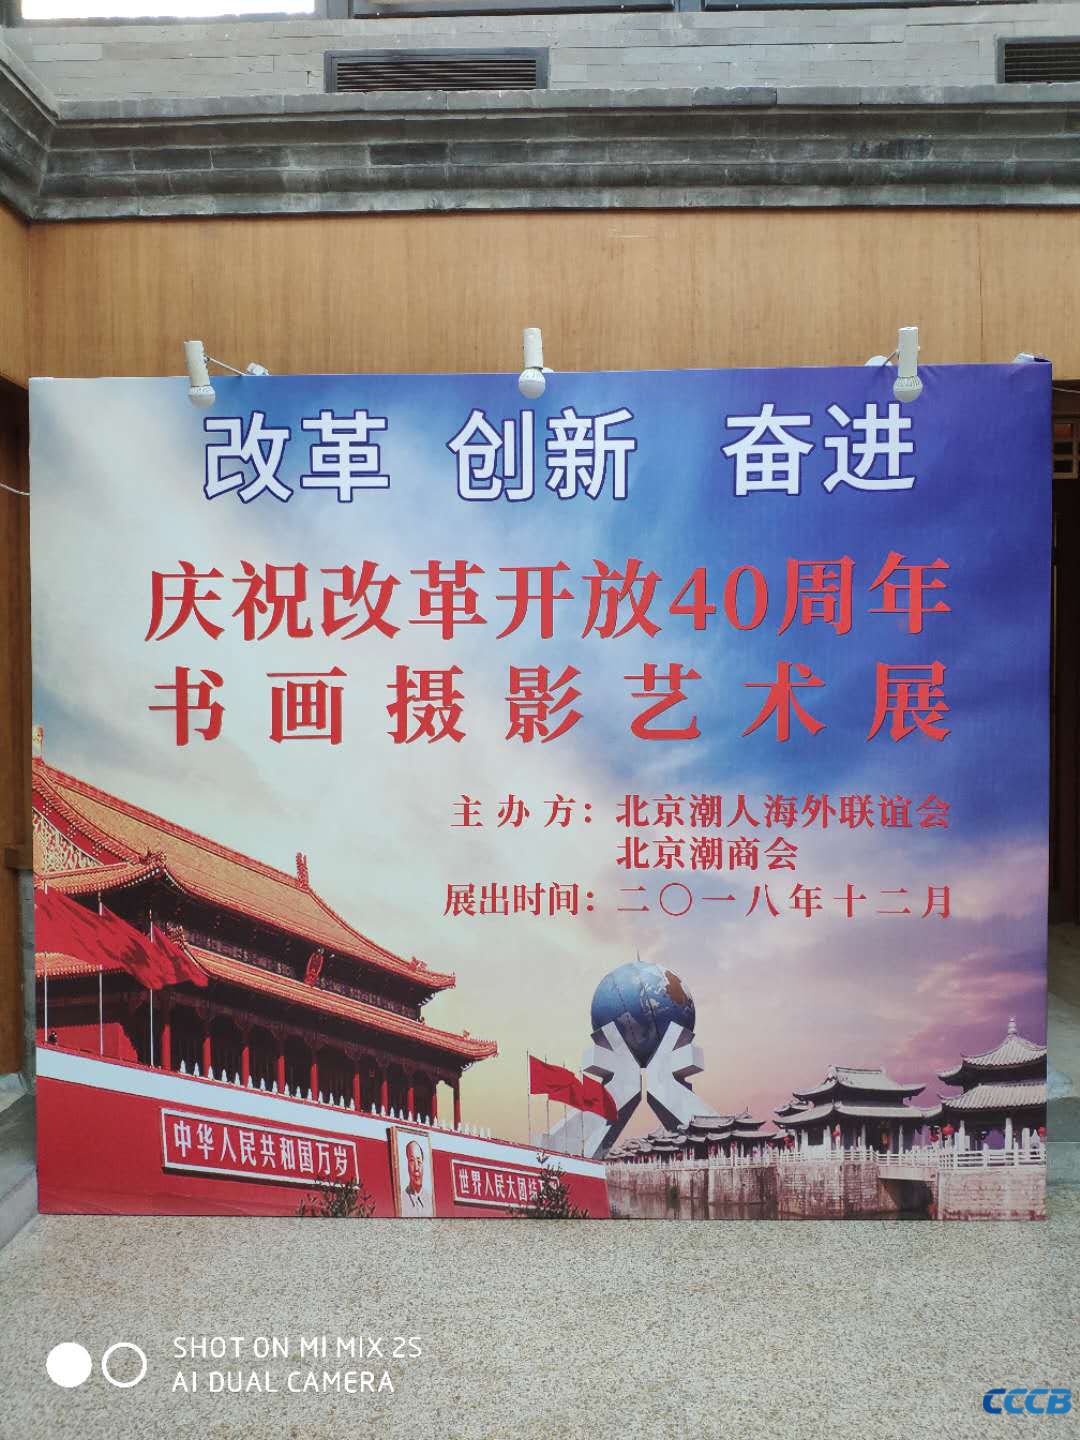 改革 创新 奋进
庆祝改革开放40周年
书画摄影艺术展
主办方：北京潮人海外联谊会
北京潮商会
展出时间：二〇一八年十二月
中华人民共和国万岁
世界人民大团结万
SHOT ON MI MIX 2S
AI DUAL CAMERA
CCCB